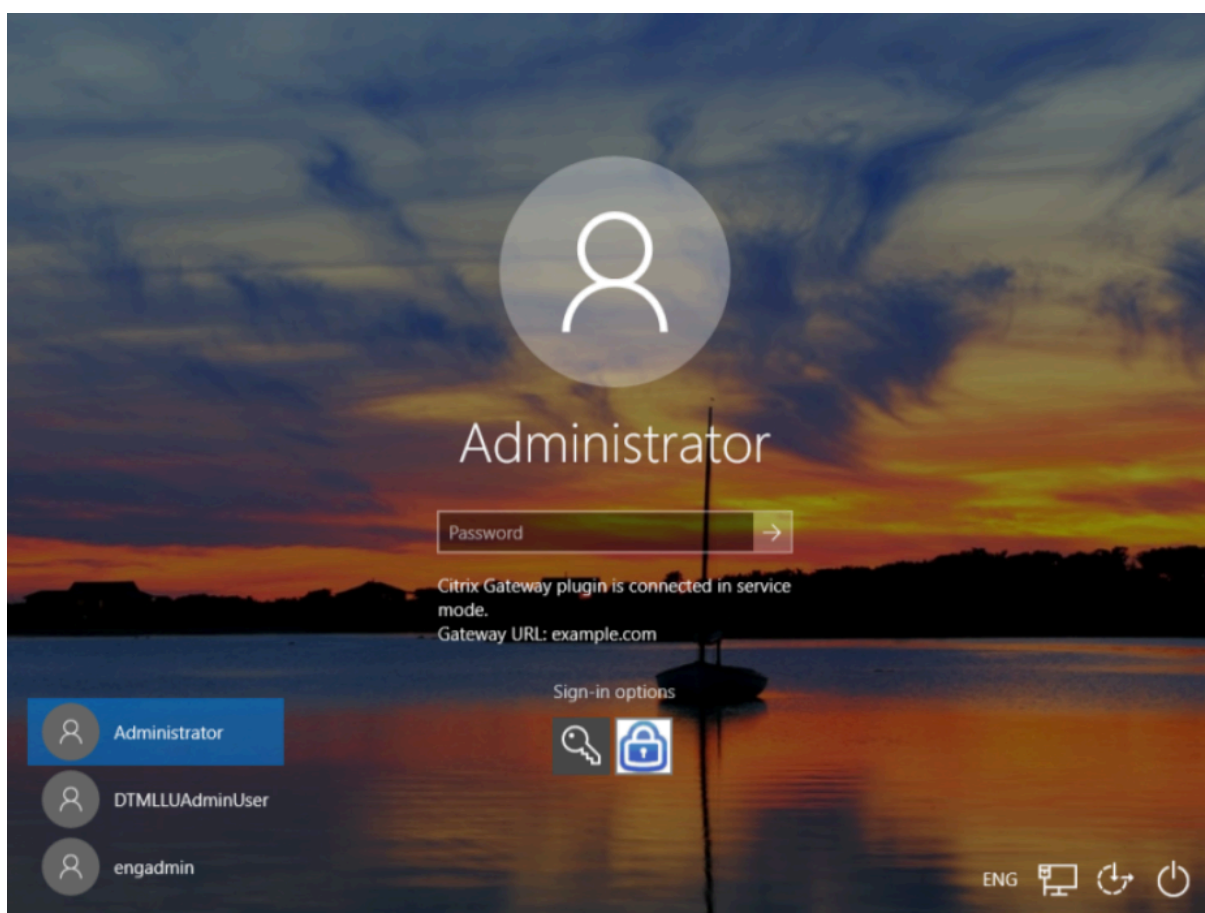 Administrator
Password
Citrix Gateway plugin is connected in service
mode.
Gateway URL: example.com
Sign-in options
Administrator
DTMLLUAdminUser
engadmin
ENG